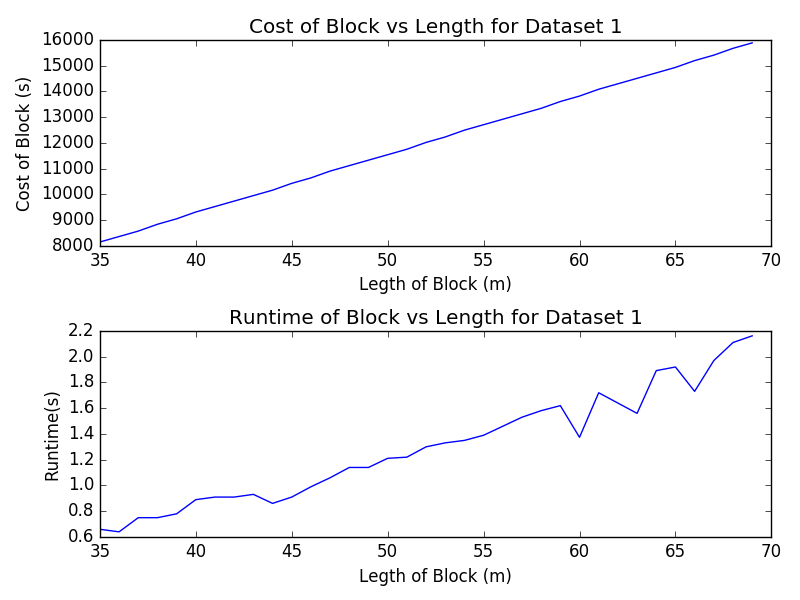 Cost of Block vs Length for Dataset 1
16000
15000
14000
13000
12000
11000
10000
9000
8000
Cost of Block (s)
35 40 45 50 55 60 65 70
Legth of Block (m)
Runtime of Block vs Length for Dataset 1
2.2
2.0
1.8
1.6
1.4
1.2
1.0
0.8
0.6
Runtime(s)
35 40 45 50 55 60 65 70
Legth of Block (m)